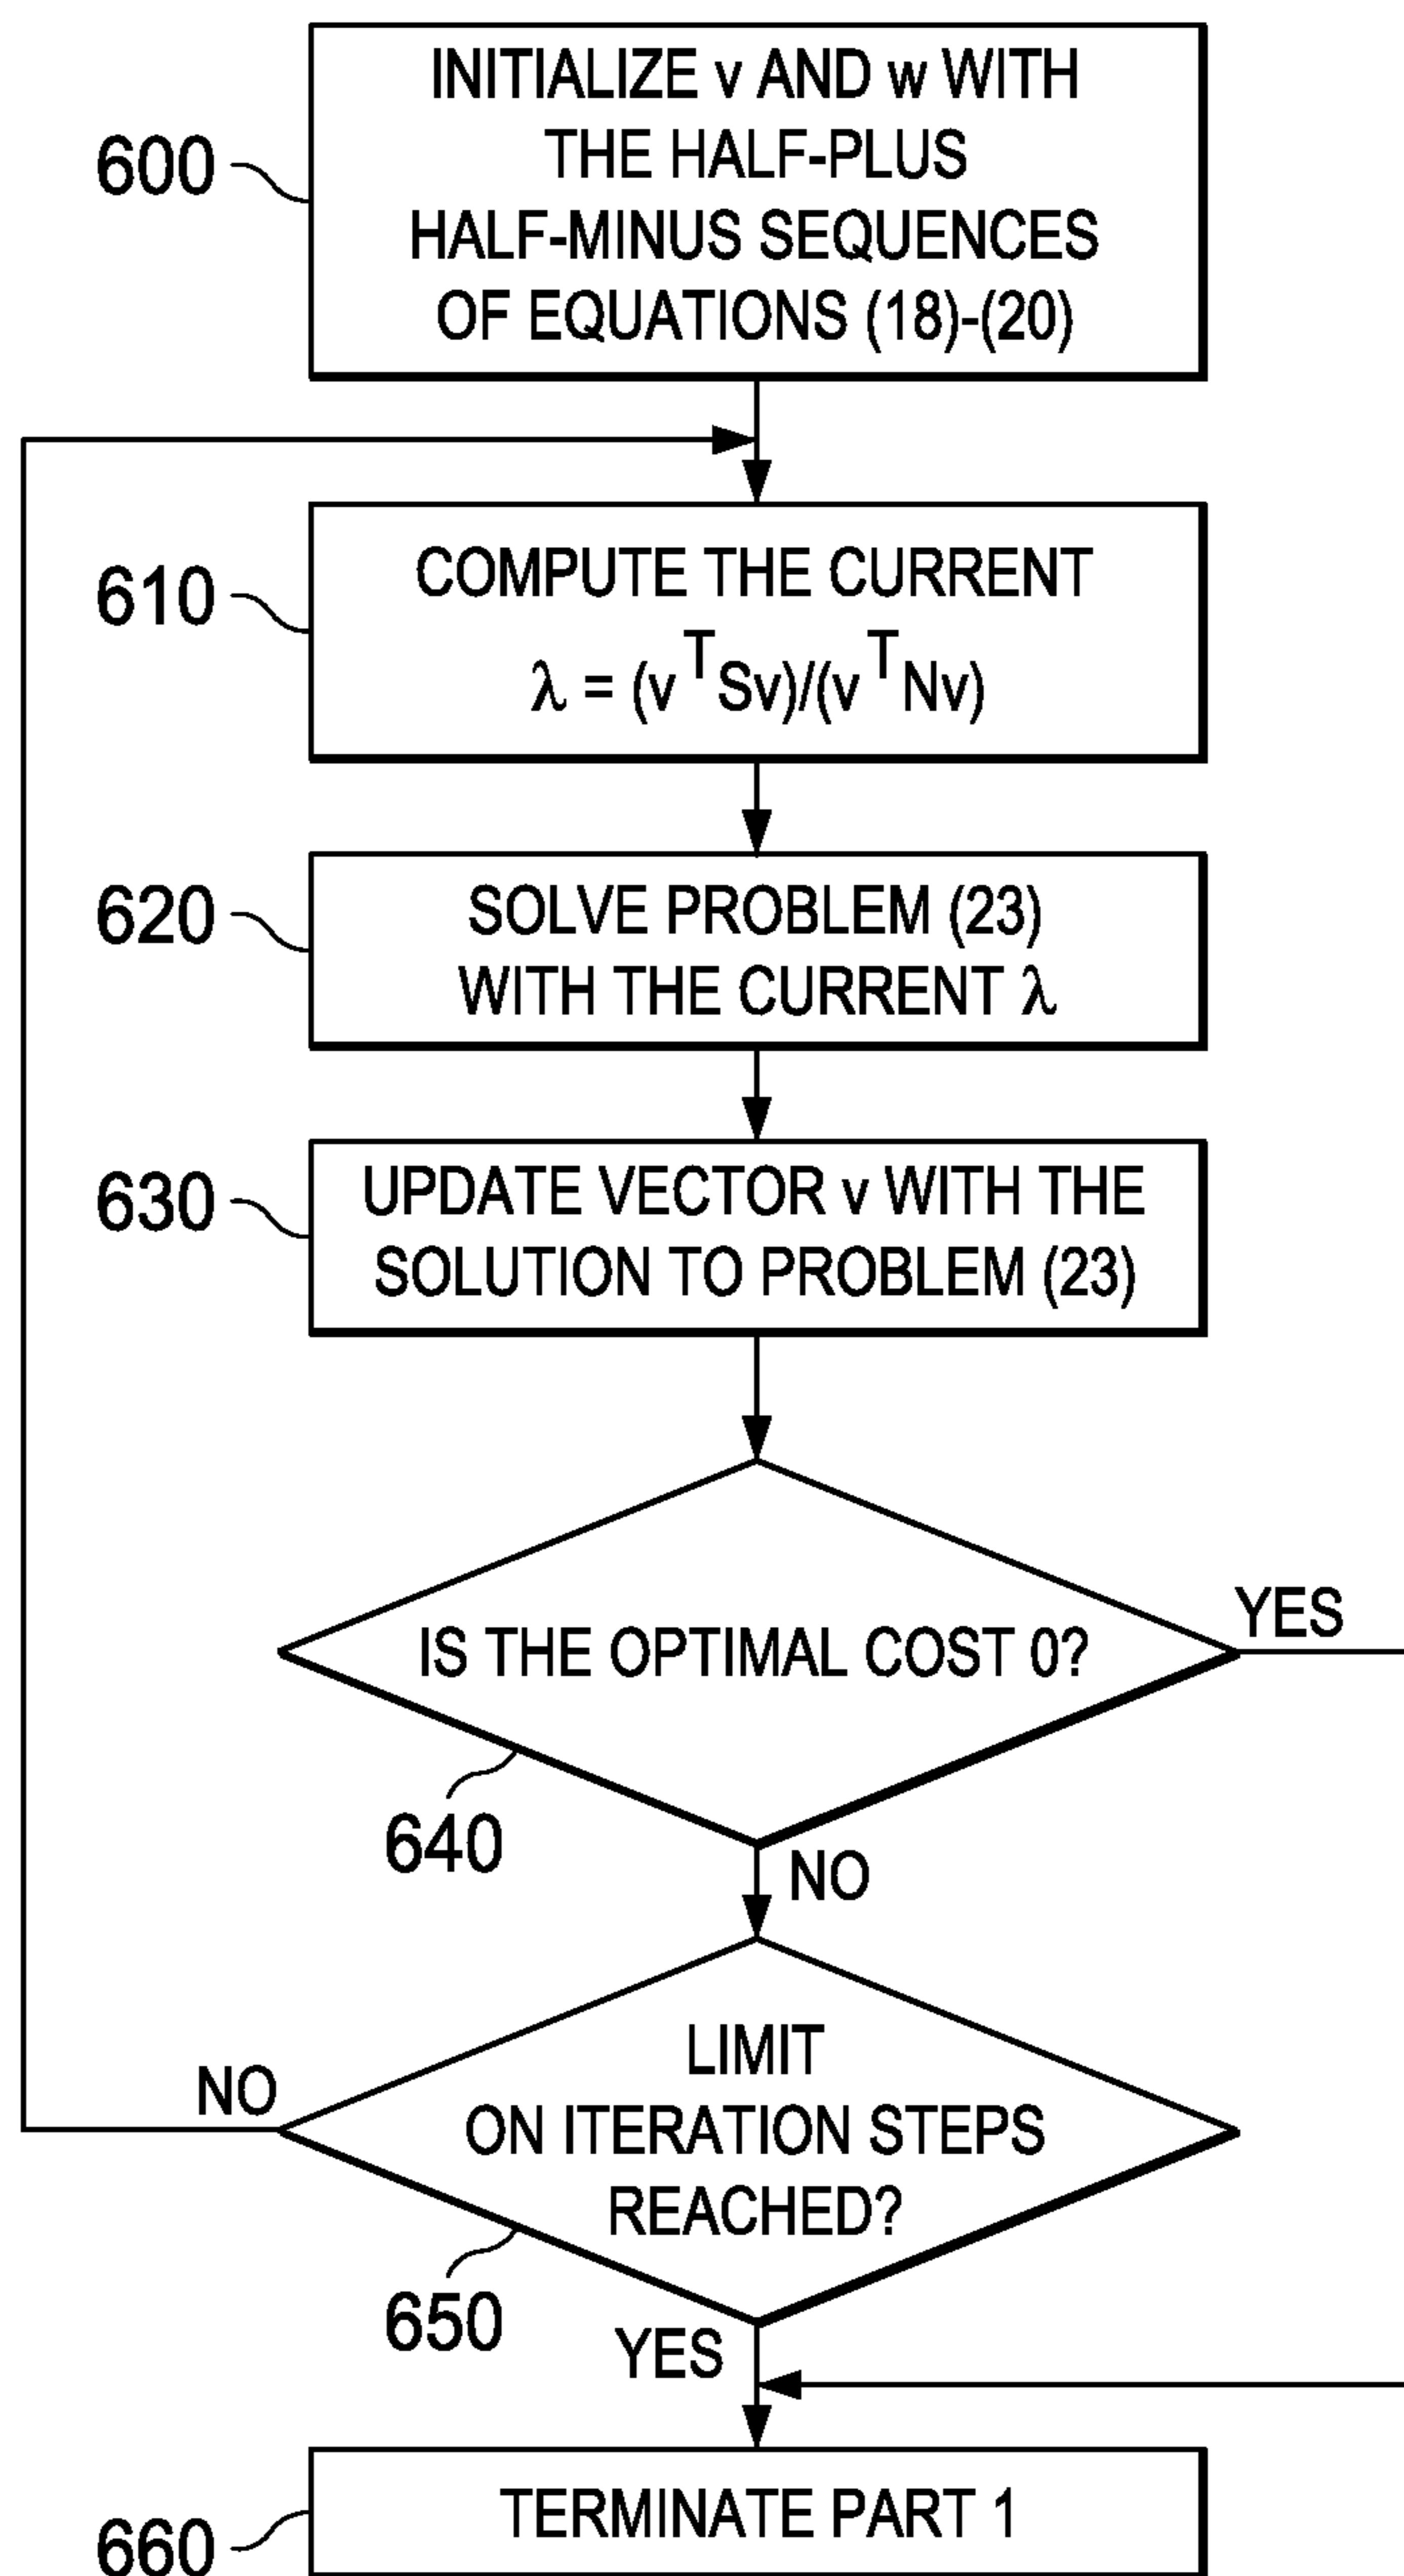 INITIALIZE v AND w WITH
THE HALF-PLUS
HALF-MINUS SEQUENCES
OF EQUATIONS (18)-(20)
600
COMPUTE THE CURRENT
λ = (v^T Sv)/(v^T Nv)
610
SOLVE PROBLEM (23)
WITH THE CURRENT λ
620
UPDATE VECTOR v WITH THE
SOLUTION TO PROBLEM (23)
630
IS THE OPTIMAL COST 0?
YES
640
NO
LIMIT
ON ITERATION STEPS
REACHED?
NO
650
YES
TERMINATE PART 1
660